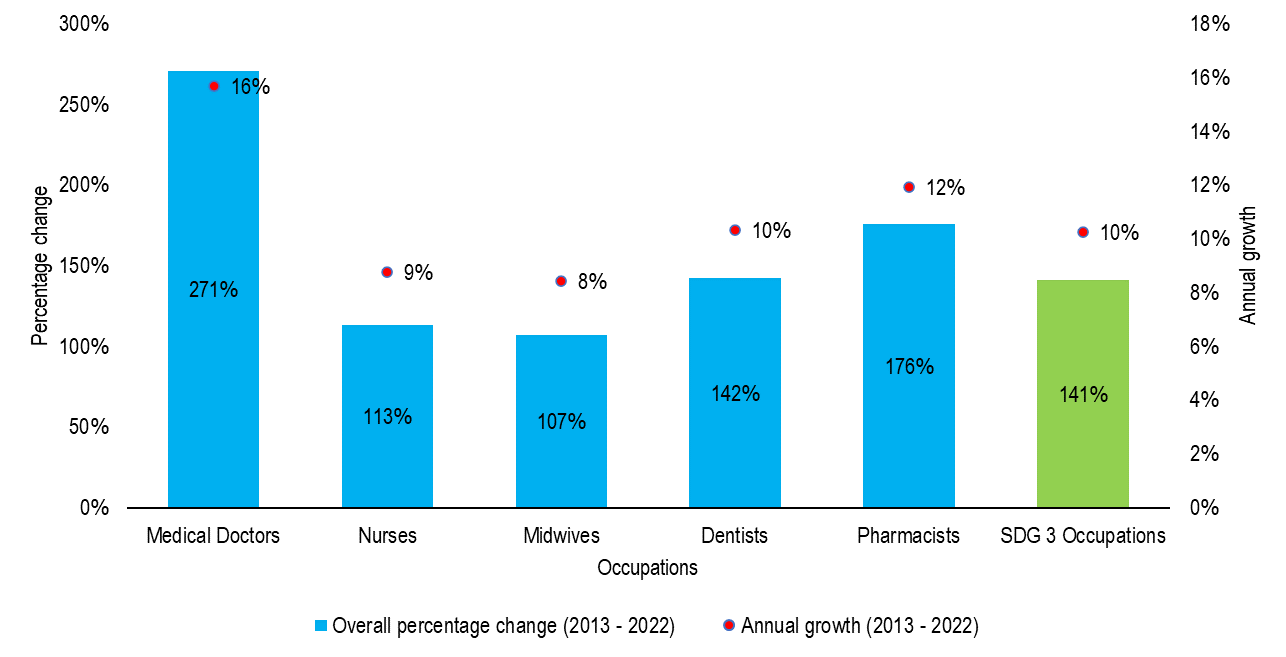 300%
250%
200%
150%
100%
50%
0%
Percentage change
18%
16%
14%
12%
10%
8%
6%
4%
2%
0%
Annual growth
16%
9%
8%
10%
12%
10%
271%
113%
107%
142%
176%
141%
Medical Doctors
Nurses
Midwives
Dentists
Pharmacists
SDG 3 Occupations
Occupations
Overall percentage change (2013 - 2022)
Annual growth (2013 - 2022)